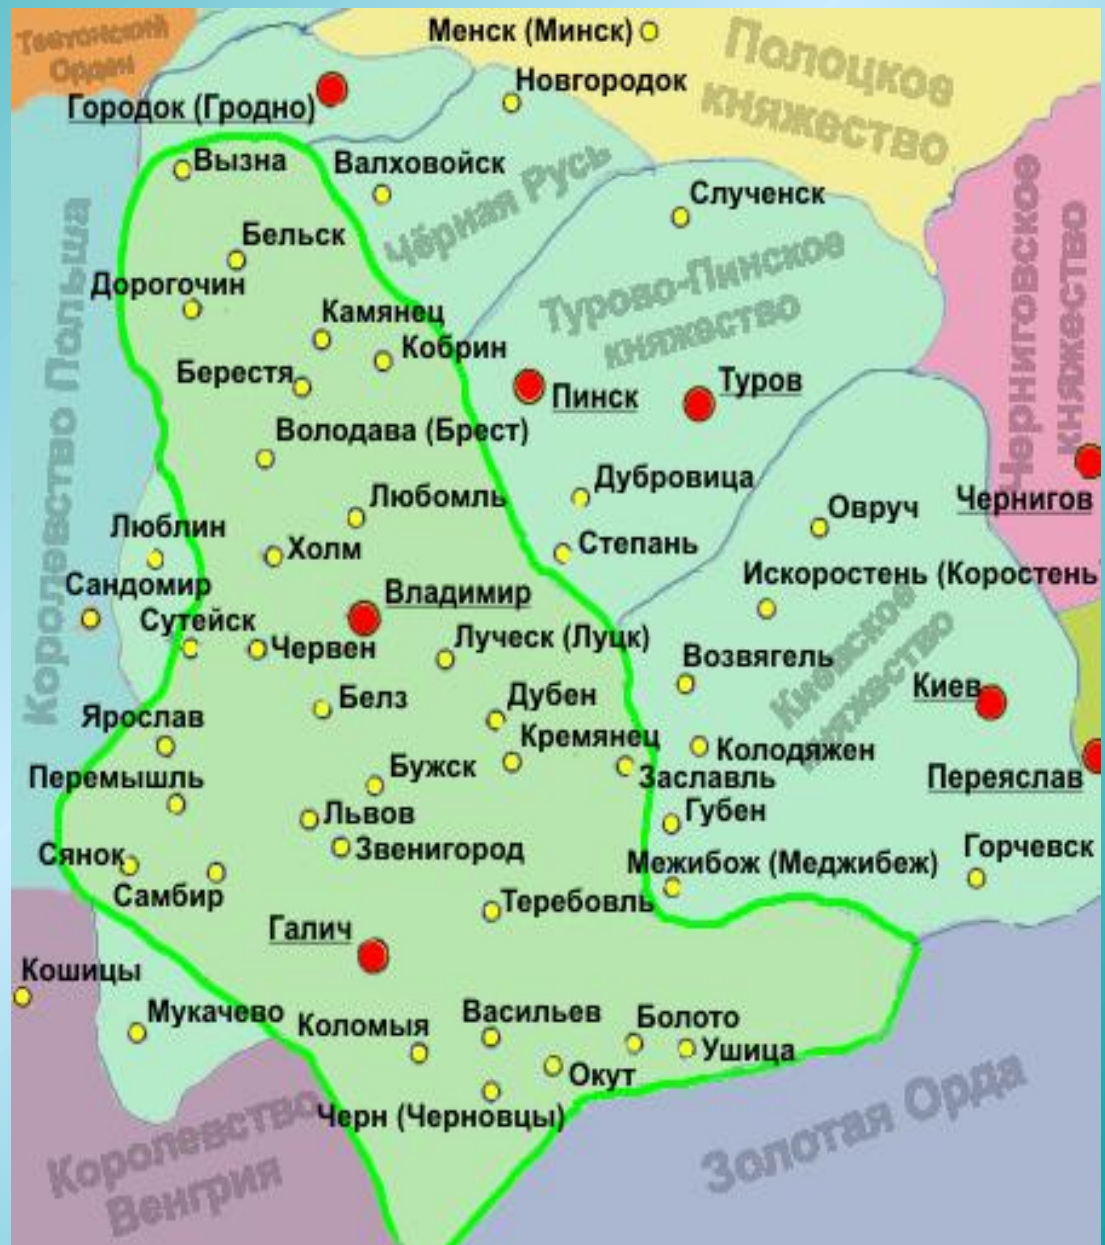 Тевтонский
Орден
Менск (Минск)
Полоцкое
княжество
Новгородок
Городок (Гродно)
Вызна
Валховойск
Чёрная Русь
Слученск
Черниговское
княжество
Королевство Польша
Бельск
Дорогочин
Турово-Пинское
княжество
Камянец
Кобрин
Берестя
Пинск
Туров
Володава (Брест)
Чернигов
Любомль
Дубровица
Овруч
Люблин
Холм
Степань
Искоростень (Коростень
Сандомир
Владимир
Сутейск
Червен
Луческ (Луцк)
Возвягель
Киевское
княжество
Киев
Белз
Дубен
Ярослав
Кремянец
Колодяжен
Переяслав
Перемышль
Бужск
Заславль
Львов
Губен
Звенигород
Сянок
Межибож (Меджибеж)
Горчевск
Самбир
Теребовль
Галич
Кошицы
Мукачево
Коломыя
Васильев
Болото
Ушица
Окут
Черн (Черновцы)
Королевство
Венгрия
Золотая Орда